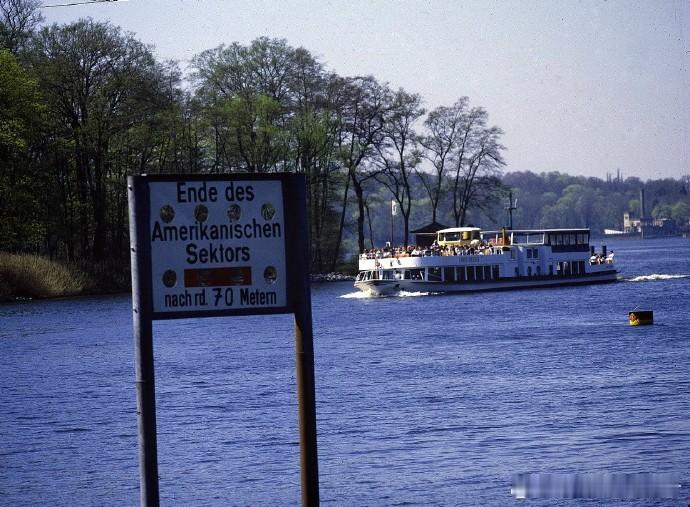 Ende des
Amerikanischen
Sektors
nach rd. 70 Metern